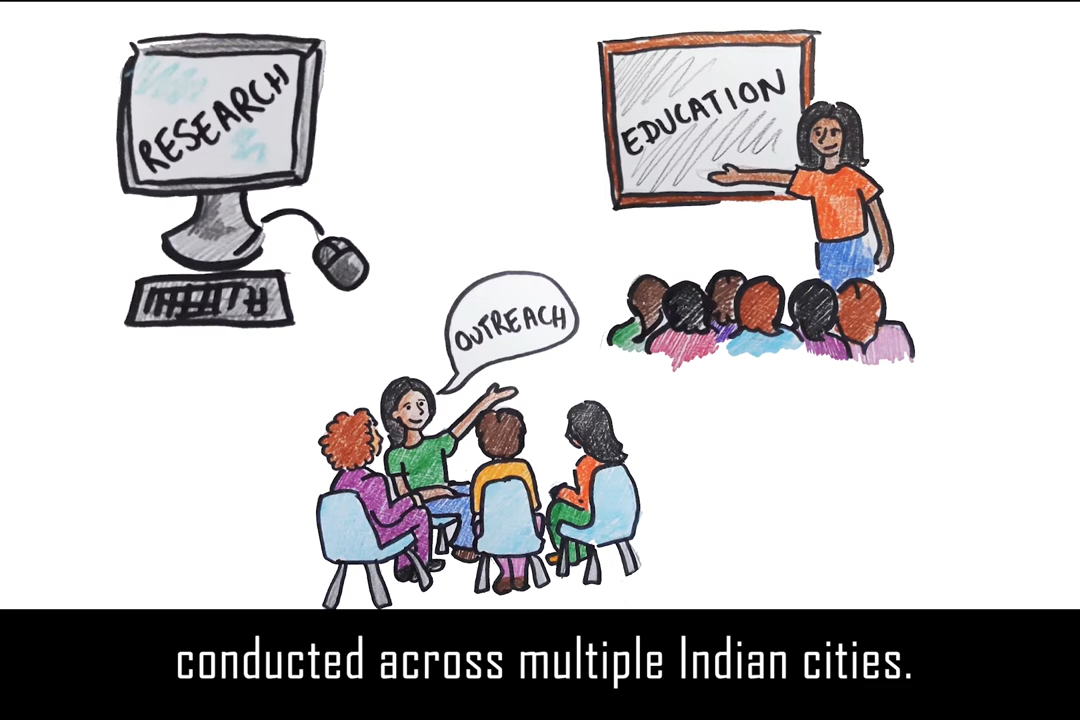 RESEARCH
EDUCATION
OUTREACH
conducted across multiple Indian cities.